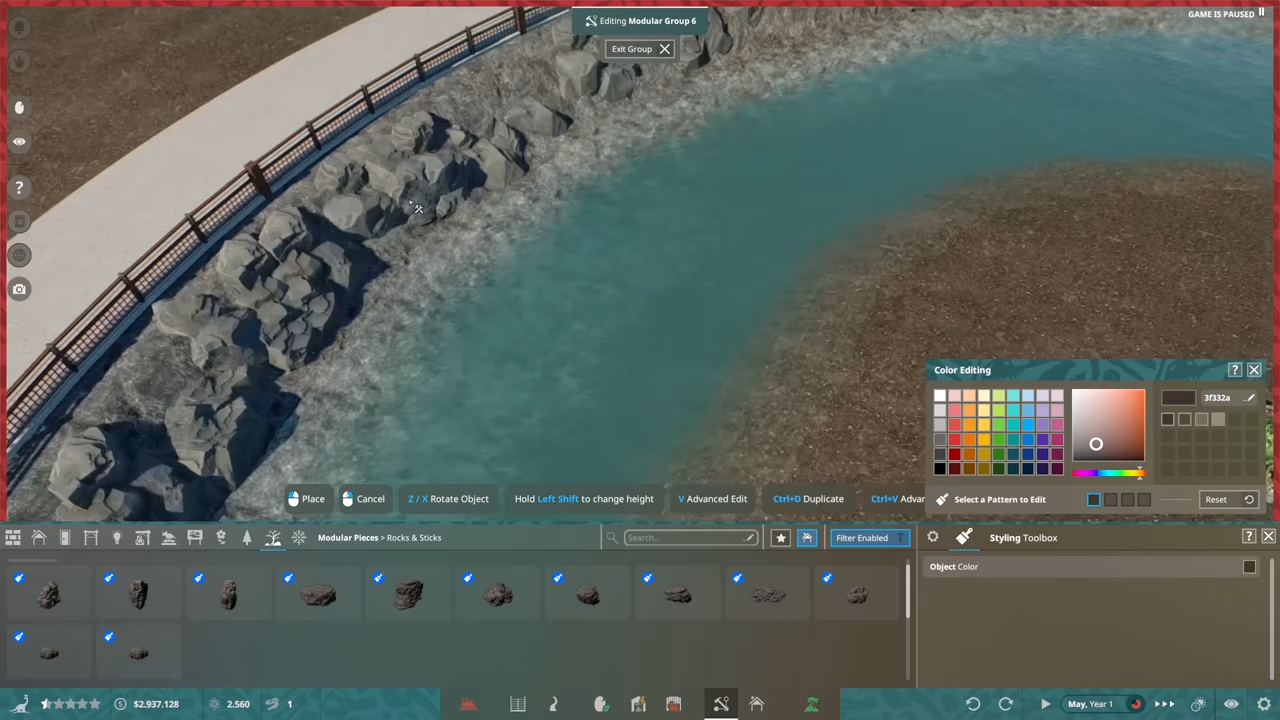 Editing Modular Group 6
GAME IS PAUSED
Exit Group
Color Editing
?
3f332a
Place
Cancel
Z / X Rotate Object
Hold Left Shift to change height
V Advanced Edit
Ctrl+D Duplicate
Ctrl+V Advar
Select a Pattern to Edit
Reset
Modular Pieces > Rocks & Sticks
Search...
Filter Enabled
Styling Toolbox
?
Object Color
?
$2.937.128
2.560
1
May, Year 1